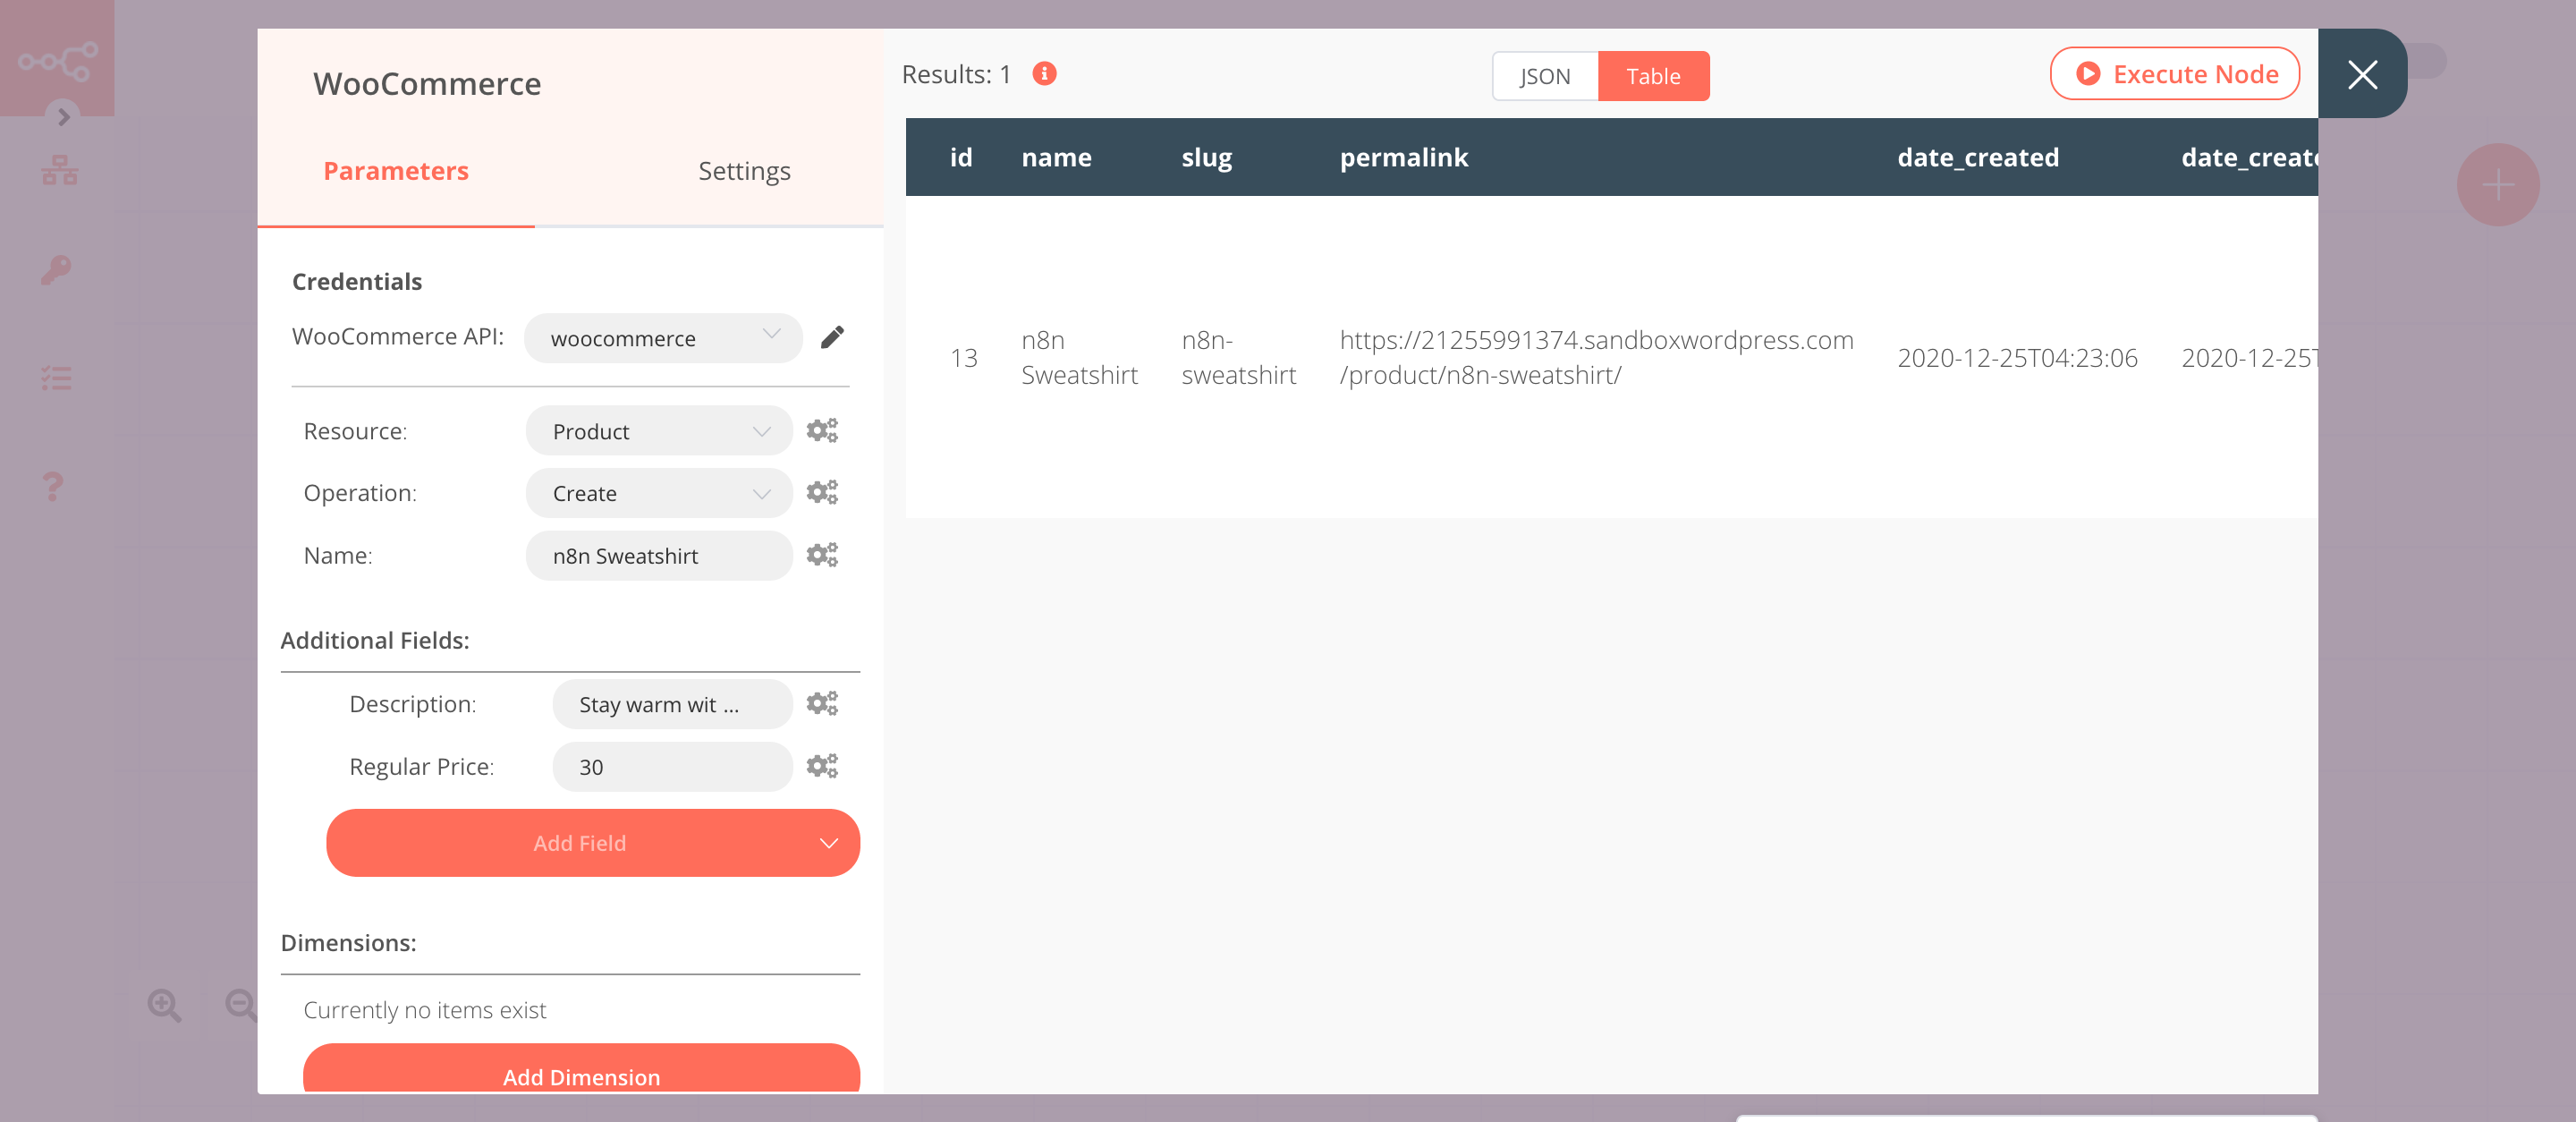 WooCommerce
Parameters
Settings
Credentials
WooCommerce API:
woocommerce
Resource:
Product
Operation:
Create
Name:
n8n Sweatshirt
Additional Fields:
Description:
Stay warm wit ...
Regular Price:
30
Add Field
Dimensions:
Currently no items exist
Add Dimension
Results: 1
JSON
Table
Execute Node
id name slug permalink date_created date_create
13
n8n
Sweatshirt
n8n-
sweatshirt
https://21255991374.sandboxwordpress.com
/product/n8n-sweatshirt/
2020-12-25T04:23:06
2020-12-25T